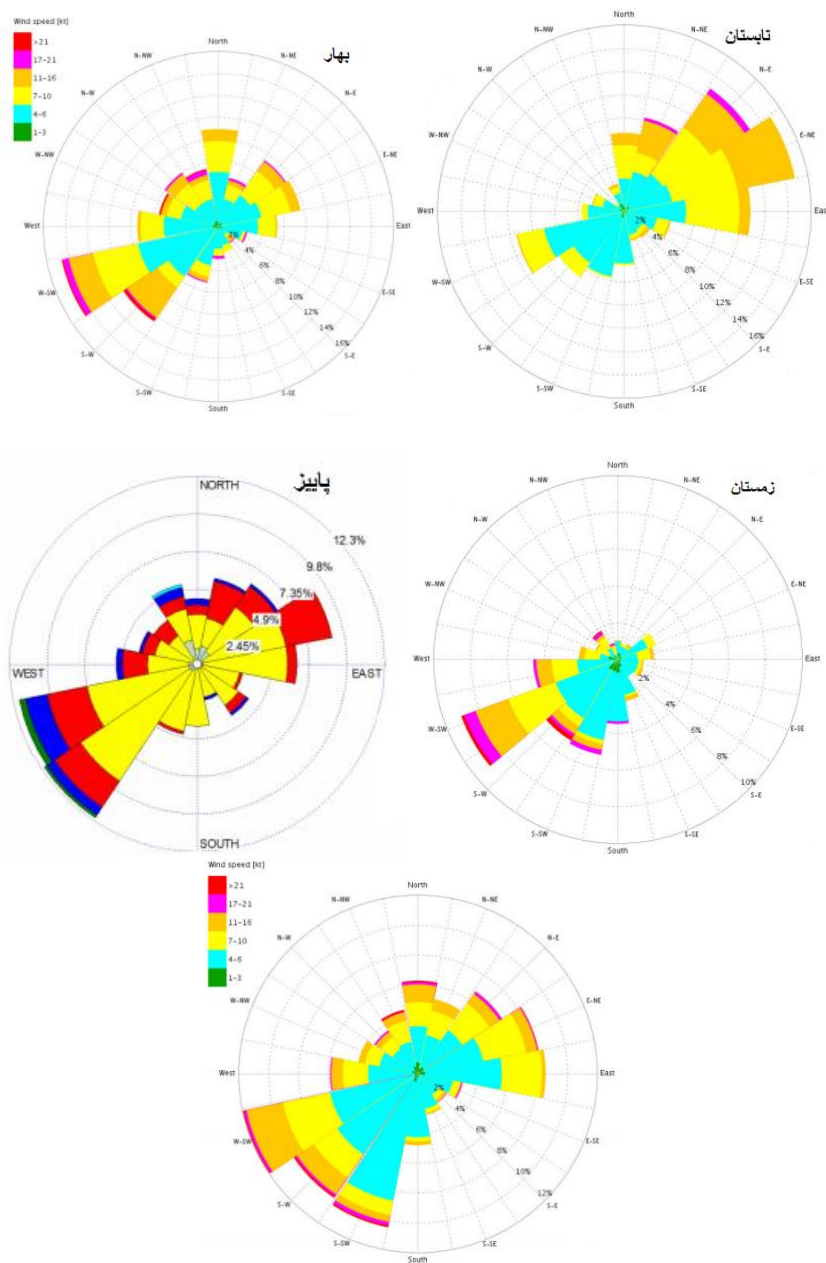 Wind speed [kt]
>21
17-21
11-16
7-10
4-6
1-3
بهار
North
N-NE
N-E
E-NE
East
E-SE
S-E
S-SE
South
S-SW
S-W
W-SW
West
W-NW
N-W
N-NW
2%
4%
6%
8%
10%
12%
14%
16%
تابستان
North
N-NE
N-E
E-NE
East
E-SE
S-E
S-SE
South
S-SW
S-W
W-SW
West
W-NW
N-W
N-NW
2%
4%
6%
8%
10%
12%
14%
16%
پاییز
NORTH
EAST
SOUTH
WEST
2.45%
4.9%
7.35%
9.8%
12.3%
زمستان
North
N-NE
N-E
E-NE
East
E-SE
S-E
S-SE
South
S-SW
S-W
W-SW
West
W-NW
N-W
N-NW
2%
4%
6%
8%
10%
Wind speed [kt]
>21
17-21
11-16
7-10
4-6
1-3
North
N-NE
N-E
E-NE
East
E-SE
S-E
S-SE
South
S-SW
S-W
W-SW
West
W-NW
N-W
N-NW
2%
4%
6%
8%
10%
12%